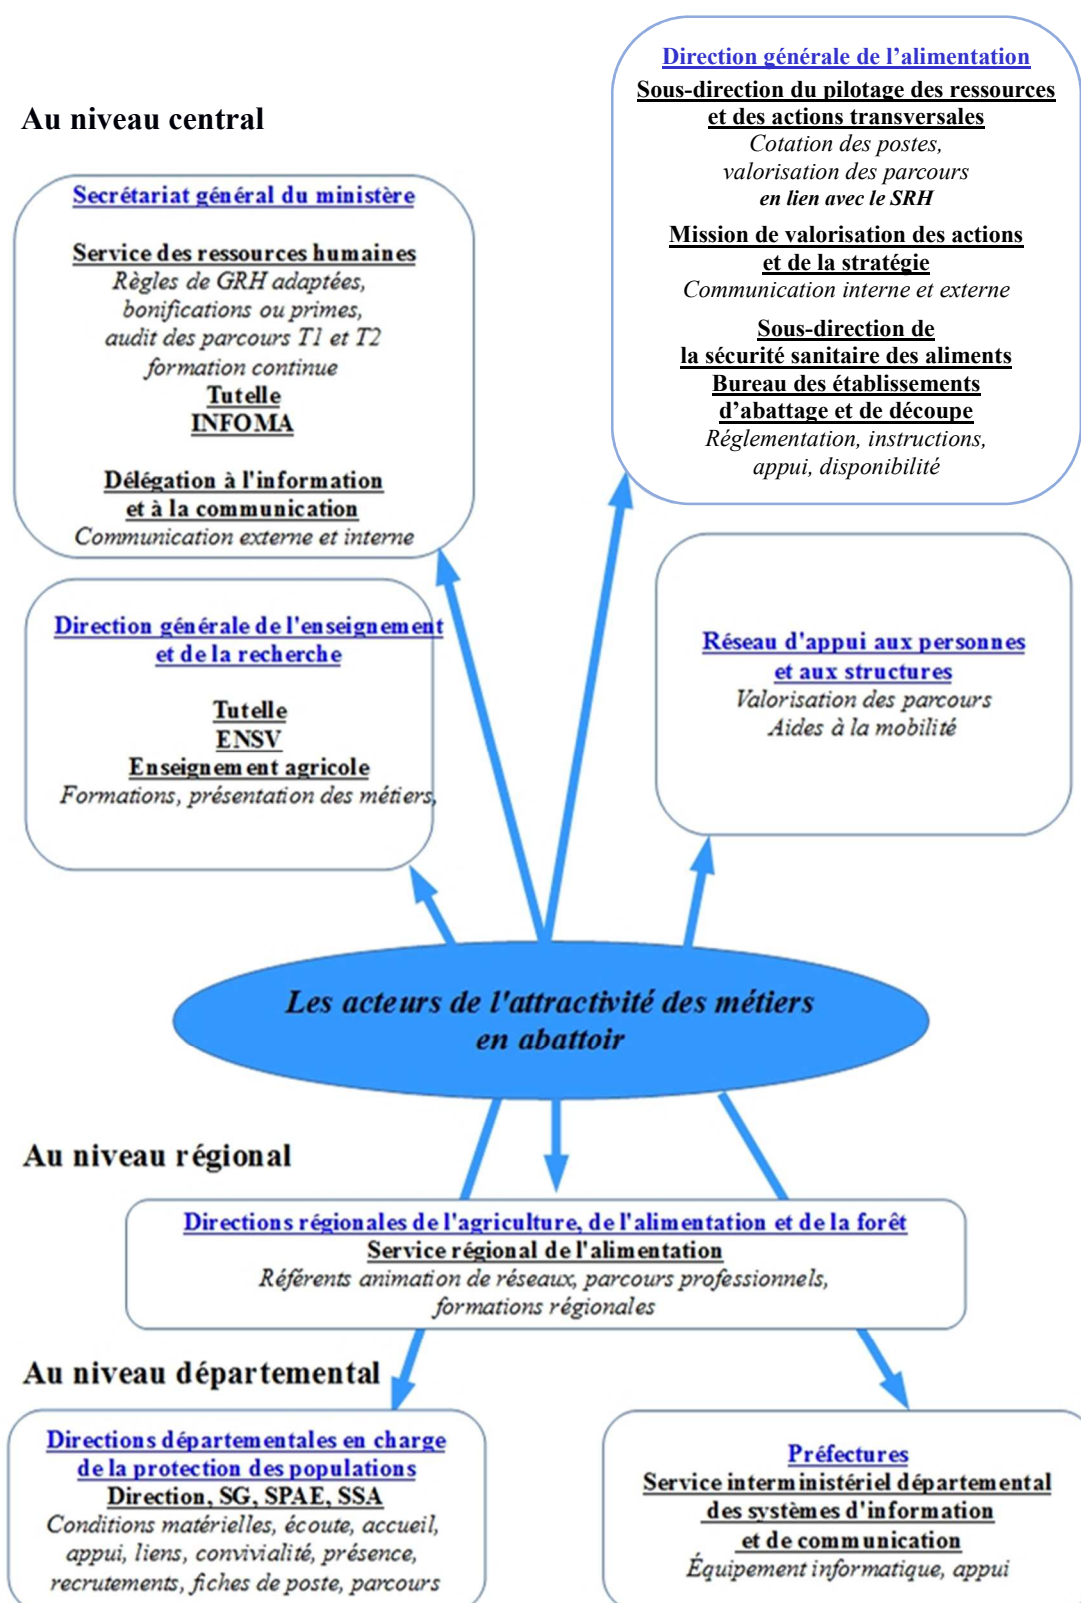 Au niveau central
Secrétariat général du ministère
Service des ressources humaines
Règles de GRH adaptées,
bonifications ou primes,
audit des parcours T1 et T2
formation continue
Tutelle
INFOMA
Délégation à l'information
et à la communication
Communication externe et interne
Direction générale de l’alimentation
Sous-direction du pilotage des ressources
et des actions transversales
Cotation des postes,
valorisation des parcours
en lien avec le SRH
Mission de valorisation des actions
et de la stratégie
Communication interne et externe
Sous-direction de
la sécurité sanitaire des aliments
Bureau des établissements
d’abattage et de découpe
Réglementation, instructions,
appui, disponibilité
Direction générale de l'enseignement
et de la recherche
Tutelle
ENSV
Enseignement agricole
Formations, présentation des métiers,
Réseau d'appui aux personnes
et aux structures
Valorisation des parcours
Aides à la mobilité
Les acteurs de l'attractivité des métiers
en abattoir
Au niveau régional
Directions régionales de l'agriculture, de l'alimentation et de la forêt
Service régional de l'alimentation
Référents animation de réseaux, parcours professionnels,
formations régionales
Au niveau départemental
Directions départementales en charge
de la protection des populations
Direction, SG, SPAE, SSA
Conditions matérielles, écoute, accueil,
appui, liens, convivialité, présence,
recrutements, fiches de poste, parcours
Préfectures
Service interministériel départemental
des systèmes d'information
et de communication
Équipement informatique, appui